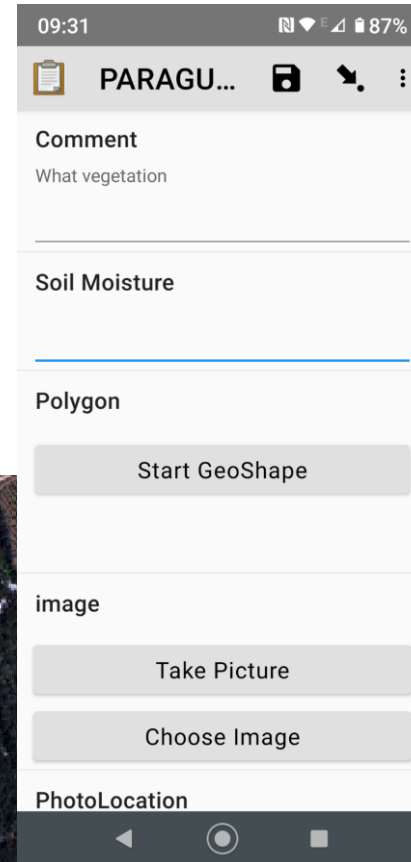 09:31 E 87%
PARAGU...
Comment
What vegetation
Soil Moisture
Polygon
Start GeoShape
image
Take Picture
Choose Image
PhotoLocation